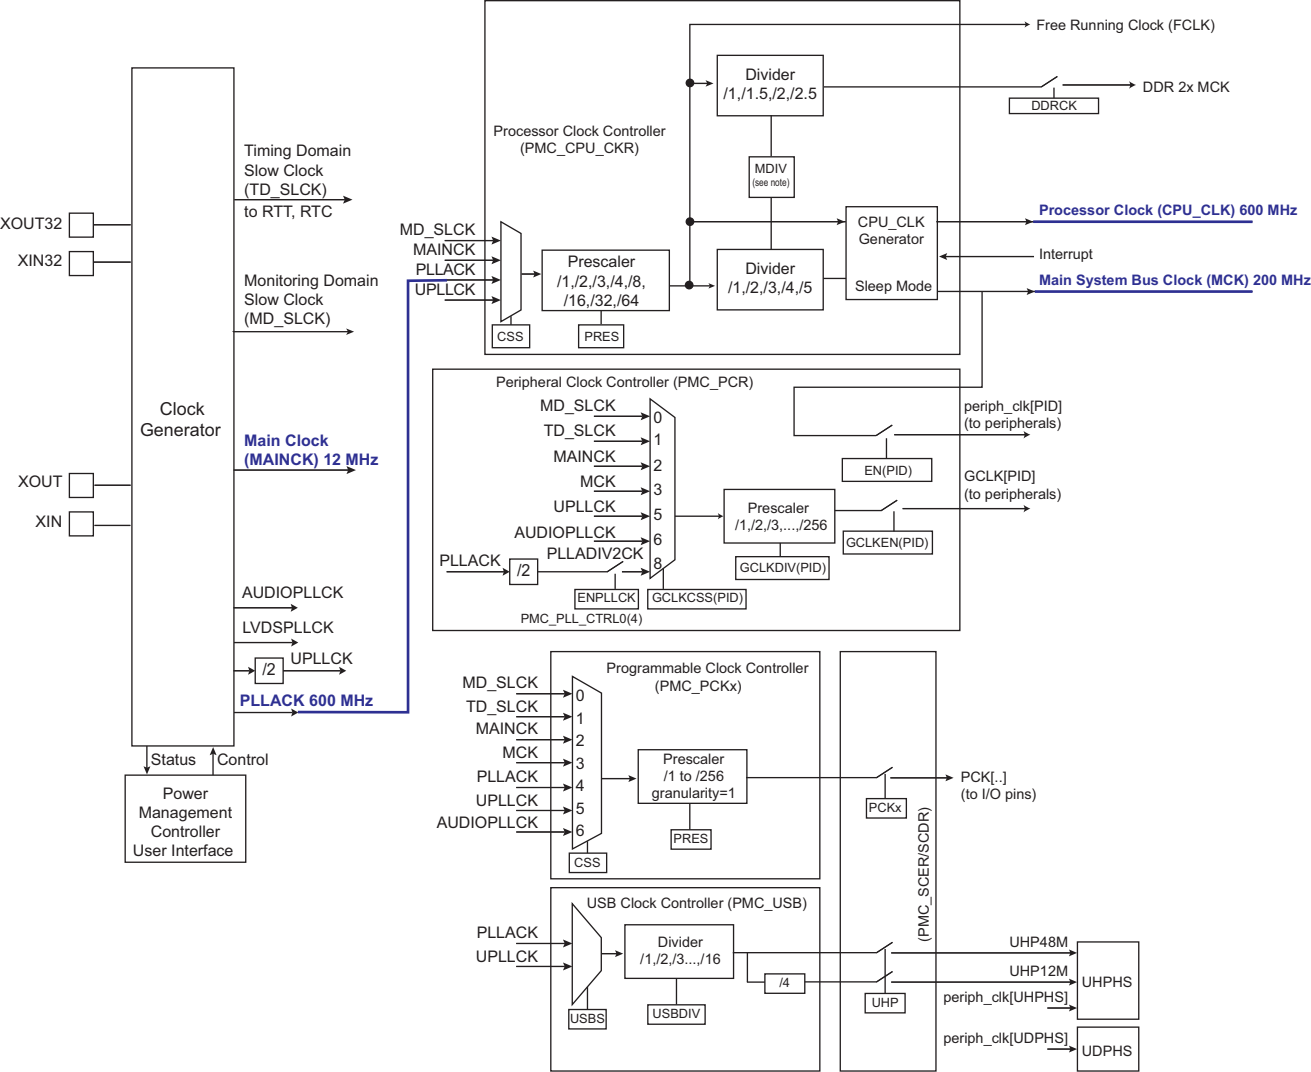 Free Running Clock (FCLK)
Divider
/1,/1.5,/2,/2.5
DDR 2x MCK
DDRCK
Processor Clock Controller
(PMC_CPU_CKR)
MDIV
(see note)
Timing Domain
Slow Clock
(TD_SLCK)
to RTT, RTC
XOUT32
XIN32
MD_SLCK
MAINCK
PLLACK
UPLLCK
Prescaler
/1,/2,/3,/4,/8,
/16,/32,/64
CSS
PRES
Divider
/1,/2,/3,/4,/5
CPU_CLK
Generator
Sleep Mode
Processor Clock (CPU_CLK) 600 MHz
Interrupt
Main System Bus Clock (MCK) 200 MHz
Monitoring Domain
Slow Clock
(MD_SLCK)
Clock
Generator
Main Clock
(MAINCK) 12 MHz
XOUT
XIN
Peripheral Clock Controller (PMC_PCR)
MD_SLCK
0
TD_SLCK
1
MAINCK
2
MCK
3
UPLLCK
5
AUDIOPLLCK
6
PLLACK
/2
PLLADIV2CK
8
ENPLLCK
PMC_PLL_CTRL0(4)
GCLKCSS(PID)
Prescaler
/1,/2,/3,...,/256
GCLKDIV(PID)
periph_clk[PID]
(to peripherals)
EN(PID)
GCLK[PID]
(to peripherals)
GCLKEN(PID)
AUDIOPLLCK
LVDSPLLCK
/2
UPLLCK
PLLACK 600 MHz
Status
Control
Power
Management
Controller
User Interface
Programmable Clock Controller
(PMC_PCKx)
MD_SLCK
0
TD_SLCK
1
MAINCK
2
MCK
3
PLLACK
4
UPLLCK
5
AUDIOPLLCK
6
CSS
Prescaler
/1 to /256
granularity=1
PRES
PCKx
PCK[..]
(to I/O pins)
(PMC_SCER/SCDR)
USB Clock Controller (PMC_USB)
PLLACK
UPLLCK
USBS
Divider
/1,/2,/3...,/16
USBDIV
/4
UHP
UHP48M
UHP12M
periph_clk[UHPHS]
UHPHS
periph_clk[UDPHS]
UDPHS